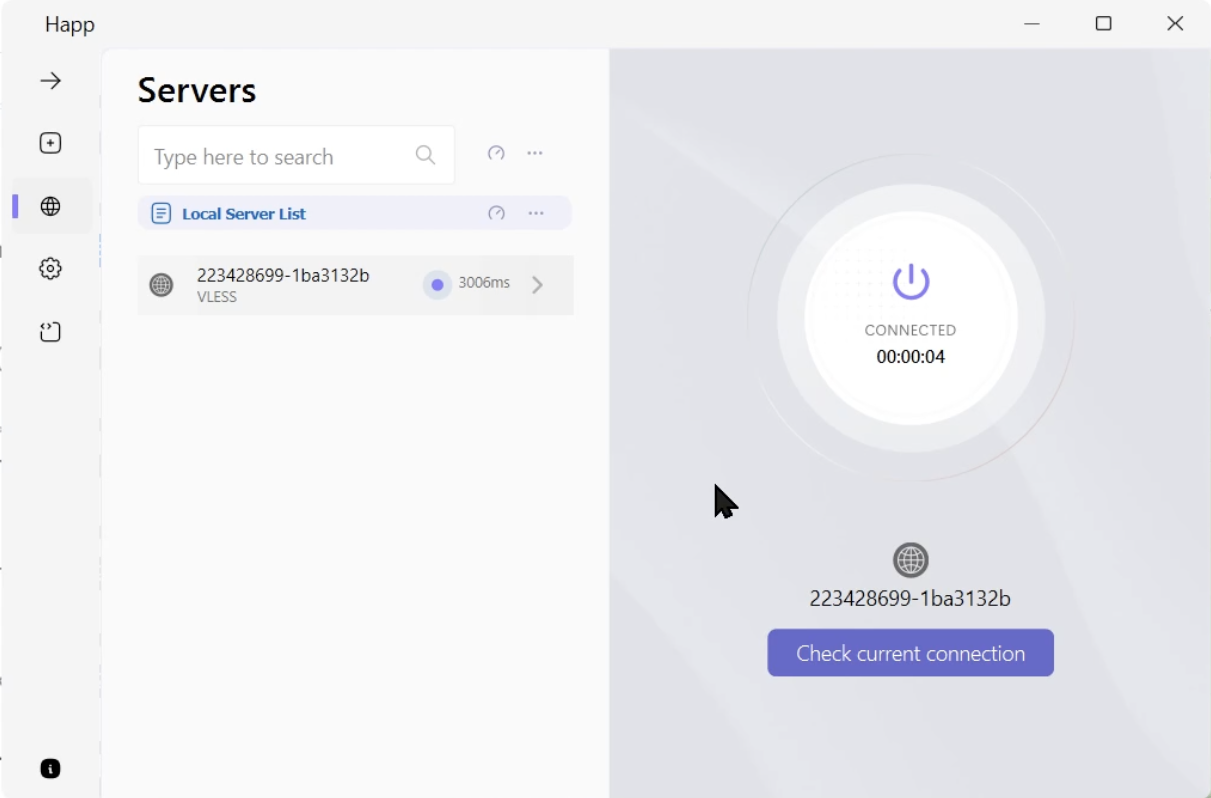 Happ
Servers
Type here to search
Local Server List
223428699-1ba3132b
VLESS
3006ms
CONNECTED
00:00:04
223428699-1ba3132b
Check current connection